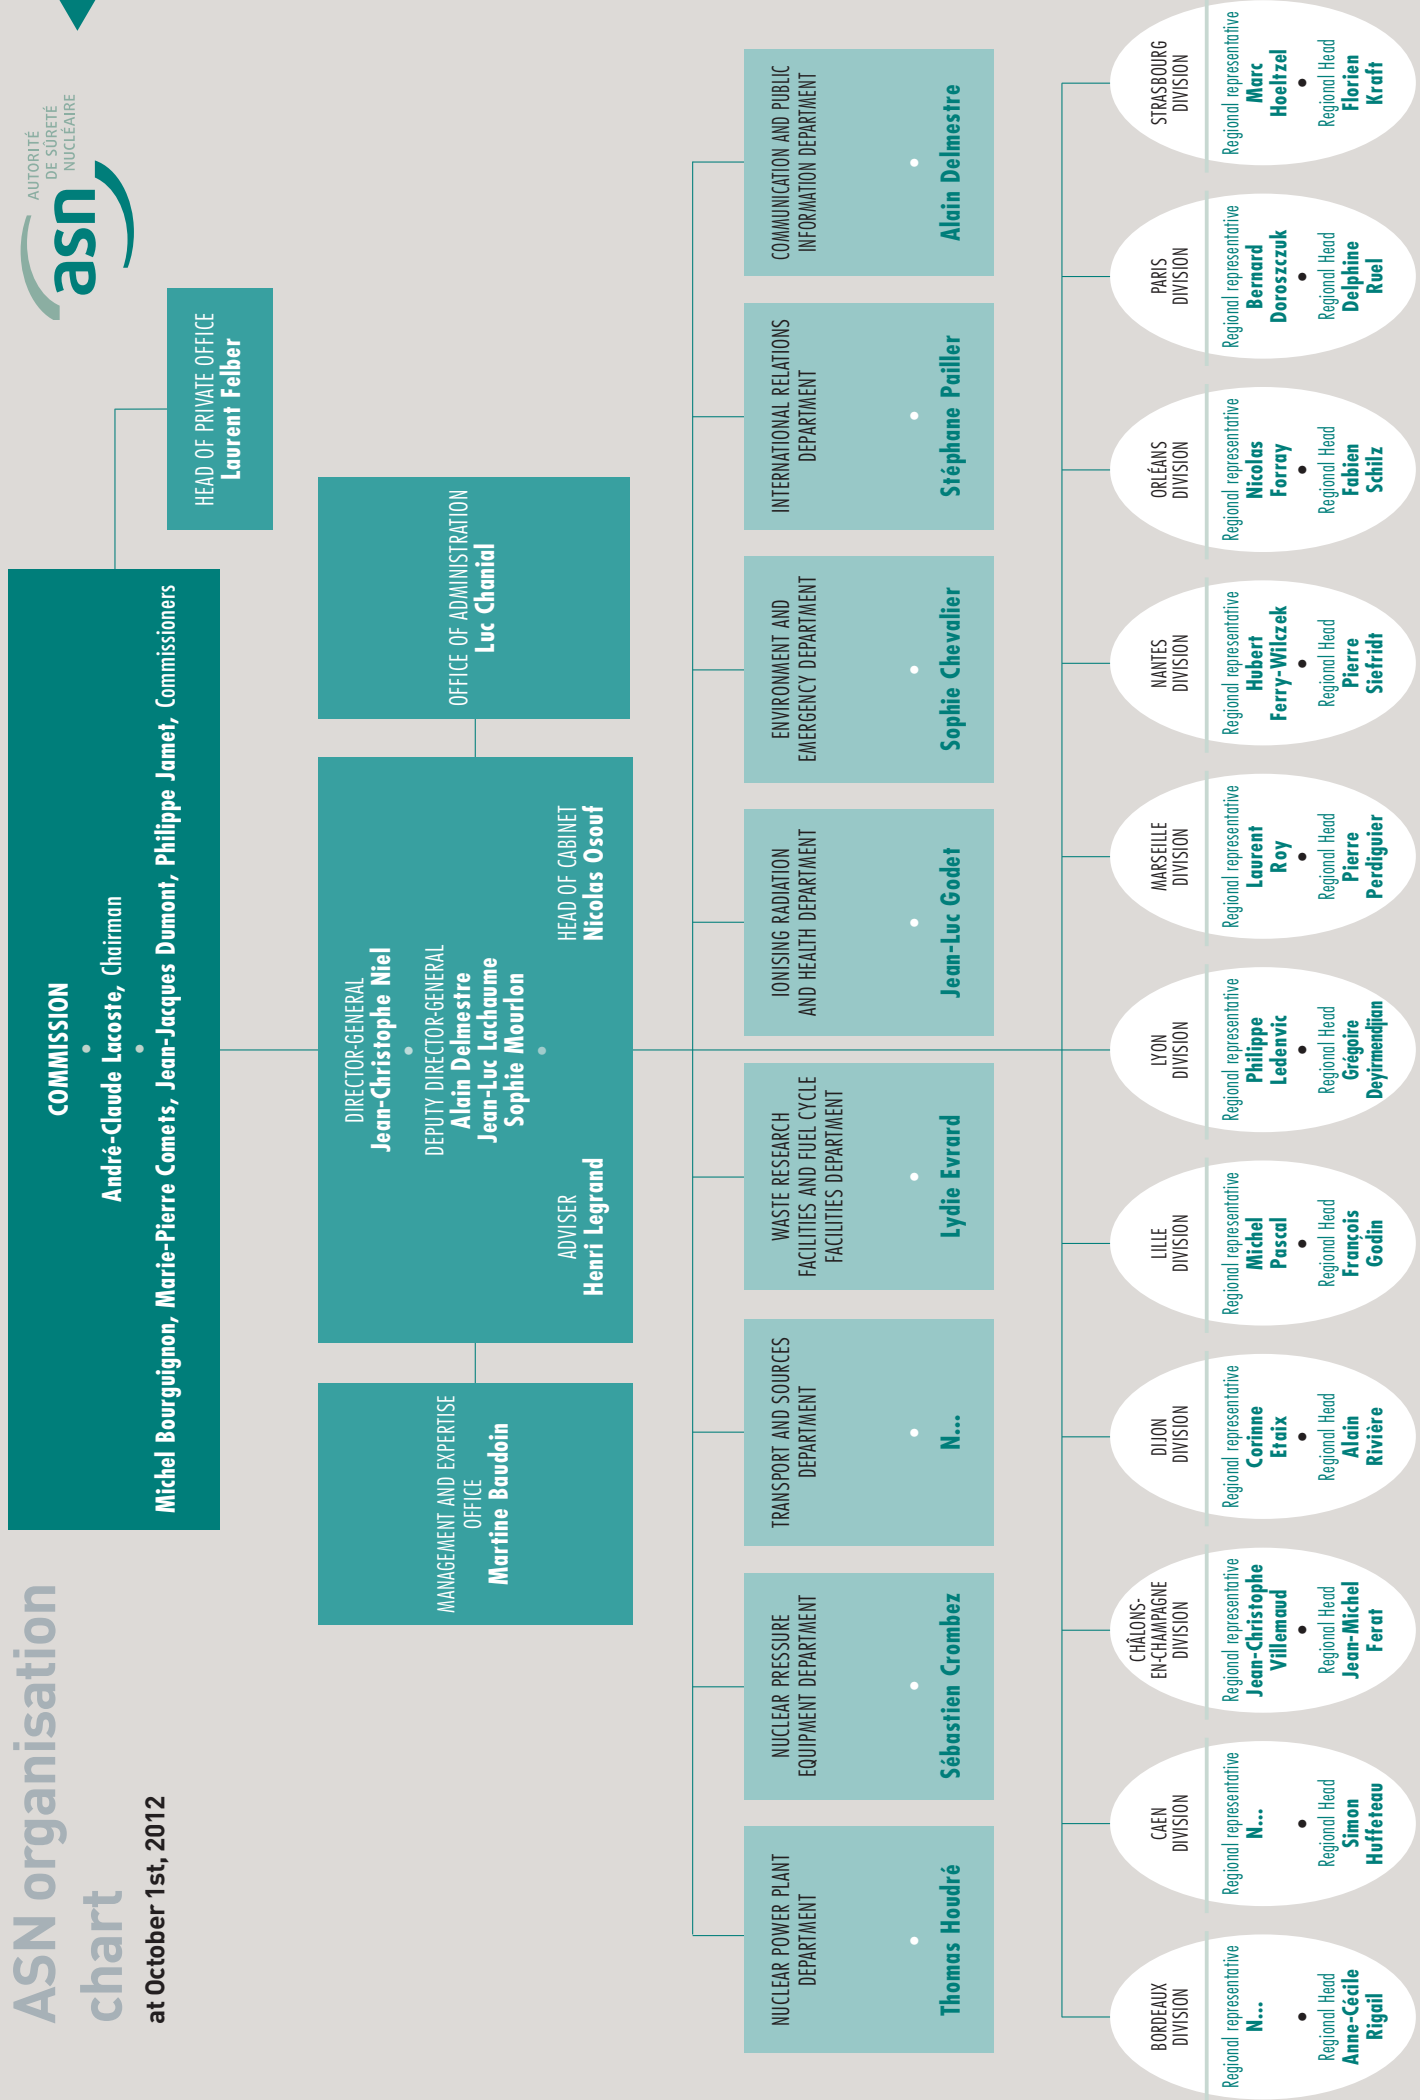 ASN organisation
chart
at October 1st, 2012
AUTORITÉ
DE SÛRETÉ
NUCLÉAIRE
asn
COMMISSION
André-Claude Lacoste, Chairman
Michel Bourguignon, Marie-Pierre Comets, Jean-Jacques Dumont, Philippe Jamet, Commissioners
HEAD OF PRIVATE OFFICE
Laurent Felber
MANAGEMENT AND EXPERTISE
OFFICE
Martine Baudoin
DIRECTOR-GENERAL
Jean-Christophe Niel
DEPUTY DIRECTOR-GENERAL
Alain Delmestre
Jean-Luc Lachaume
Sophie Mourlon
ADVISER
Henri Legrand
HEAD OF CABINET
Nicolas Osouf
OFFICE OF ADMINISTRATION
Luc Chanial
NUCLEAR POWER PLANT
DEPARTMENT
Thomas Houdré
NUCLEAR PRESSURE
EQUIPMENT DEPARTMENT
Sébastien Crombez
TRANSPORT AND SOURCES
DEPARTMENT
N...
WASTE RESEARCH
FACILITIES AND FUEL CYCLE
FACILITIES DEPARTMENT
Lydie Evrard
IONISING RADIATION
AND HEALTH DEPARTMENT
Jean-Luc Godet
ENVIRONMENT AND
EMERGENCY DEPARTMENT
Sophie Chevalier
INTERNATIONAL RELATIONS
DEPARTMENT
Stéphane Pailler
COMMUNICATION AND PUBLIC
INFORMATION DEPARTMENT
Alain Delmestre
BORDEAUX
DIVISION
Regional representative
N...
Regional Head
Anne-Cécile
Rigail
CAEN
DIVISION
Regional representative
N...
Regional Head
Simon
Huffeteau
CHÂLONS-
EN-CHAMPAGNE
DIVISION
Regional representative
Jean-Christophe
Villemaud
Regional Head
Jean-Michel
Ferat
DIJON
DIVISION
Regional representative
Corinne
Etaix
Regional Head
Alain
Rivière
LILLE
DIVISION
Regional representative
Michel
Pascal
Regional Head
François
Godin
LYON
DIVISION
Regional representative
Philippe
Ledenvic
Regional Head
Grégoire
Deyirmendjian
MARSEILLE
DIVISION
Regional representative
Laurent
Roy
Regional Head
Pierre
Perdiguier
NANTES
DIVISION
Regional representative
Hubert
Ferry-Wilczek
Regional Head
Pierre
Siefridt
ORLÉANS
DIVISION
Regional representative
Nicolas
Forray
Regional Head
Fabien
Schilz
PARIS
DIVISION
Regional representative
Bernard
Doroszczuk
Regional Head
Delphine
Ruel
STRASBOURG
DIVISION
Regional representative
Marc
Hoeltzel
Regional Head
Florien
Kraft